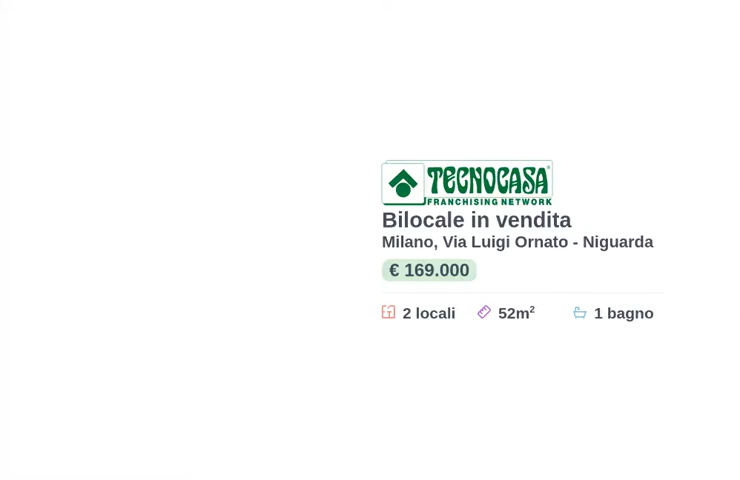 TECNOCASA
FRANCHISING NETWORK
Bilocale in vendita
Milano, Via Luigi Ornato - Niguarda
€ 169.000
2 locali 52m² 1 bagno